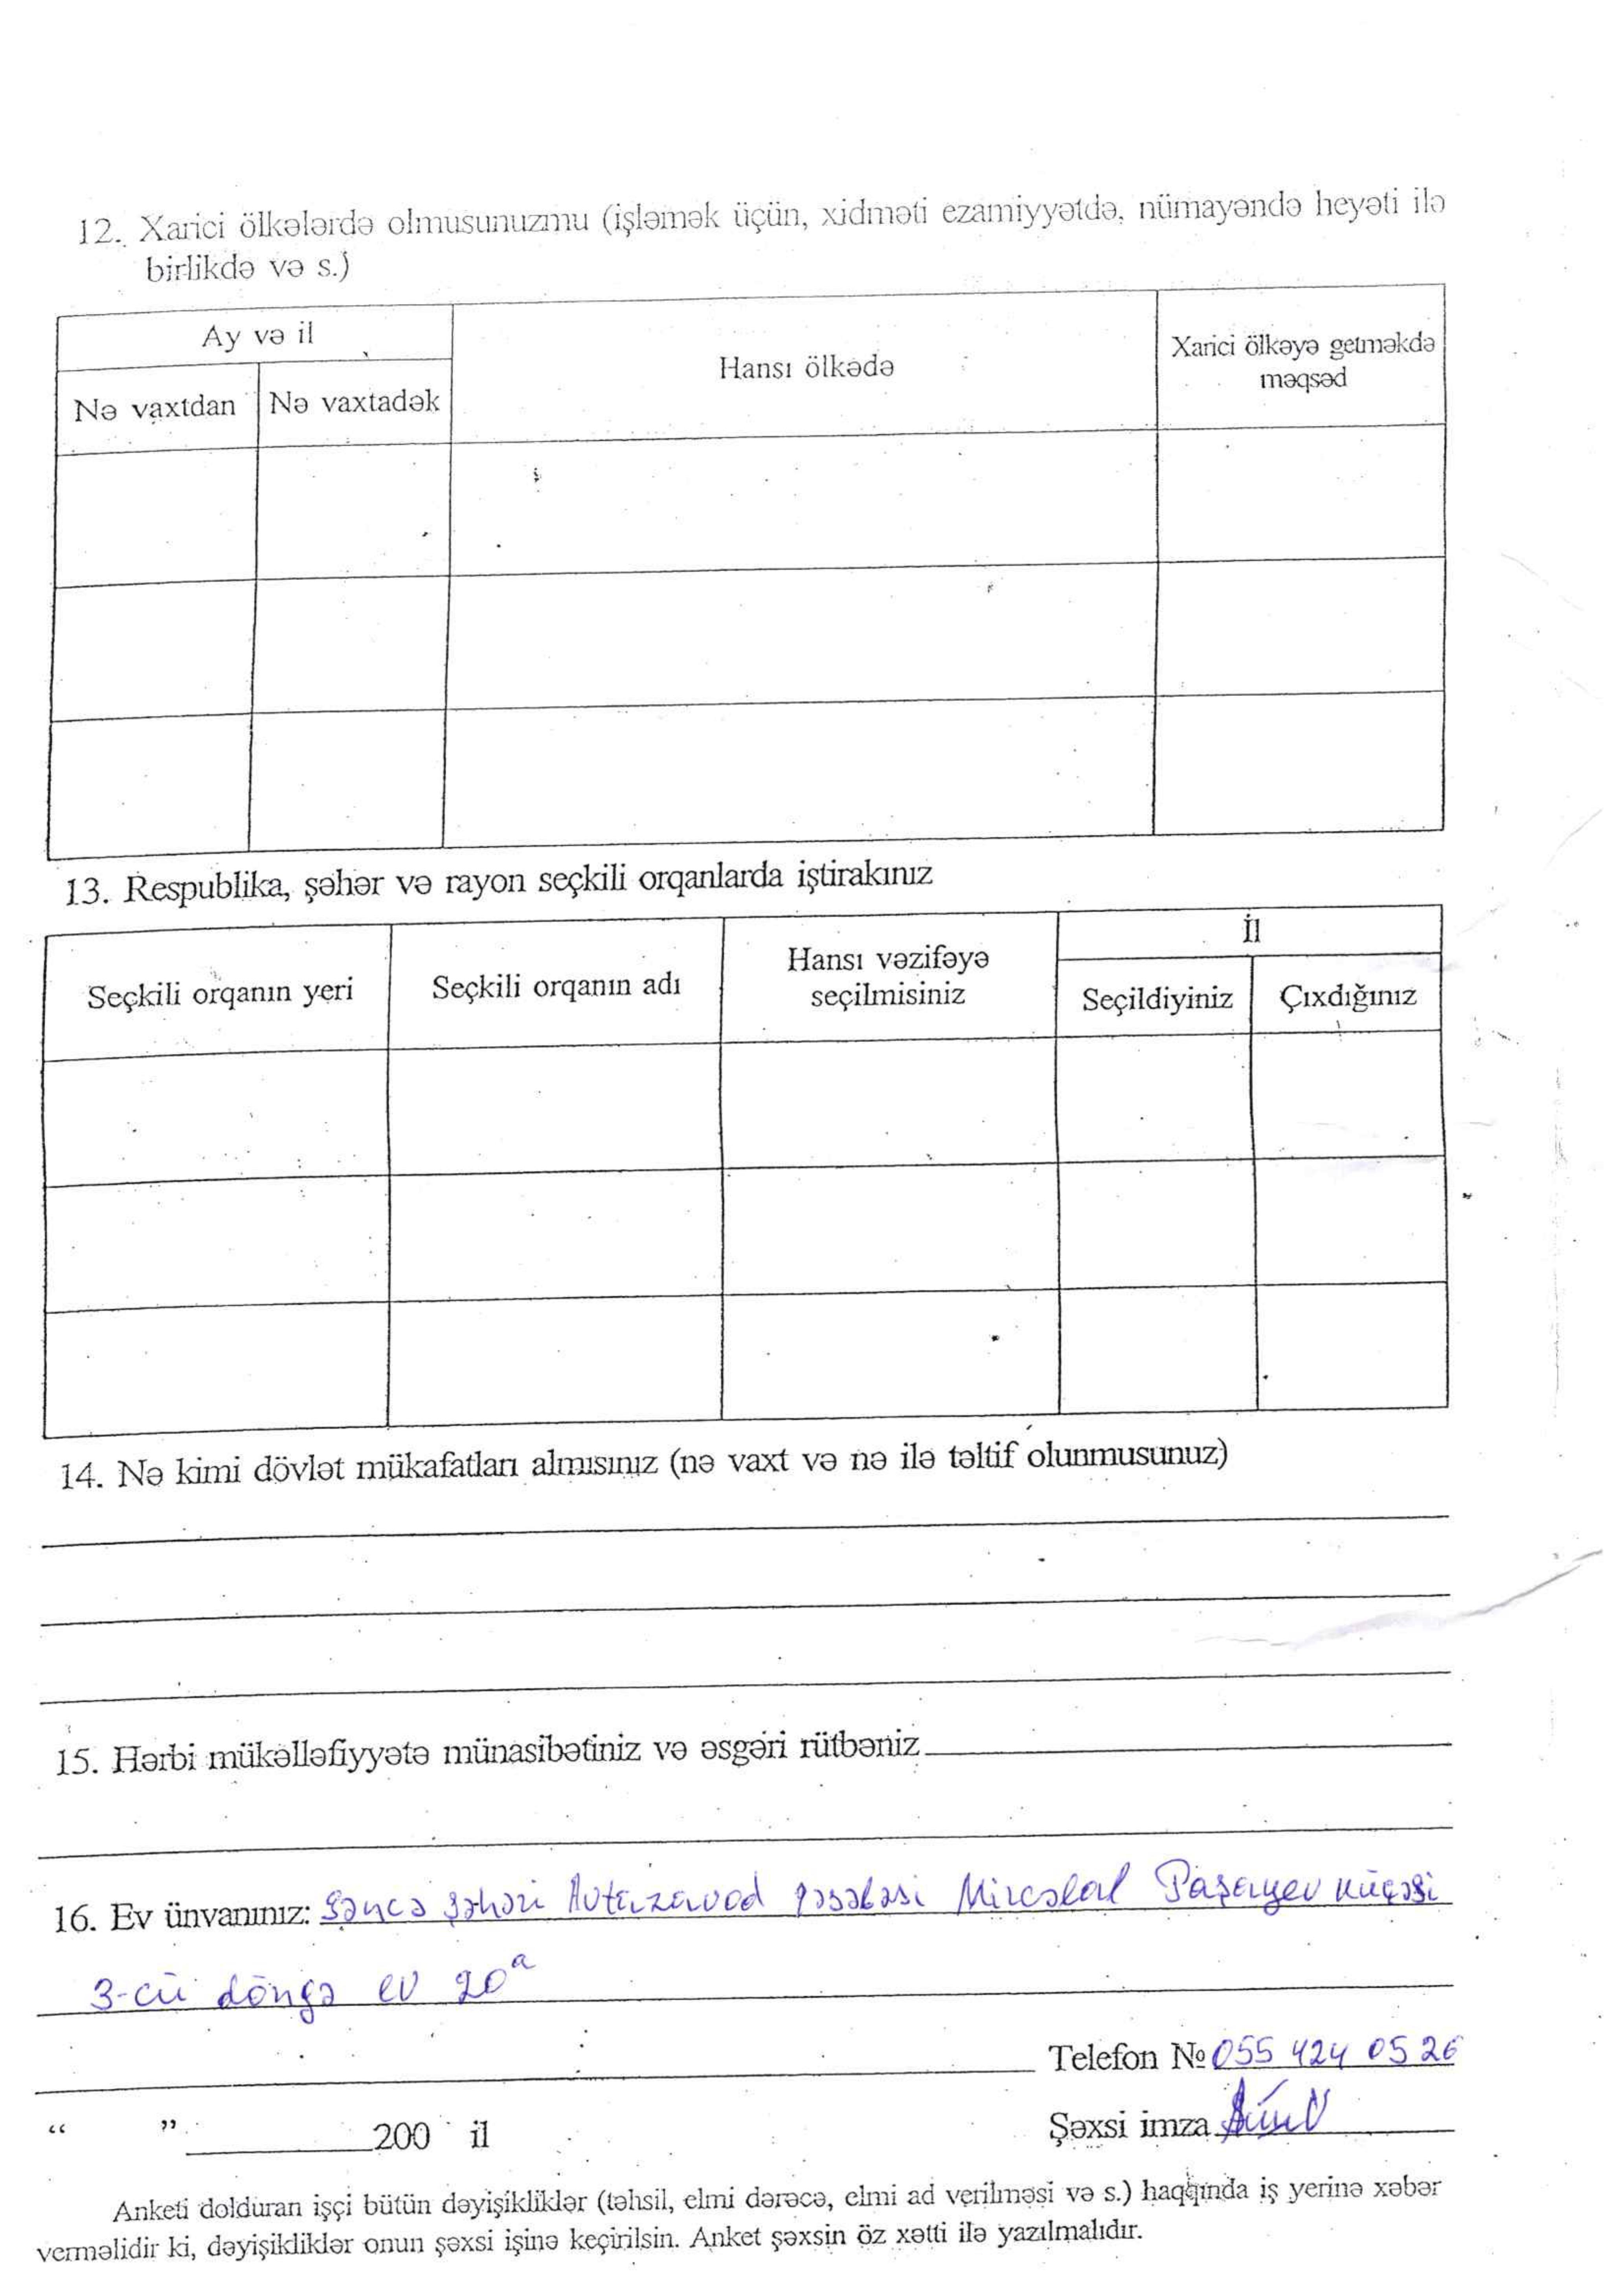 12. Xarici ölkələrdə olmusunuzmu (işləmək üçün, xidməti ezamiyyətdə, nümayəndə heyəti ilə
birlikdə və s.)
Ay və il
Nə vaxtdan
Nə vaxtadək
Hansı ölkədə
Xarici ölkəyə getməkdə
məqsəd
13. Respublika, şəhər və rayon seçkili orqanlarda iştirakınız
Seçkili orqanın yeri
Seçkili orqanın adı
Hansı vəzifəyə
seçilmisiniz
İl
Seçildiyiniz
Çıxdığınız
14. Nə kimi dövlət mükafatları almısınız (nə vaxt və nə ilə təltif olunmusunuz)
15. Hərbi mükəlləfiyyətə münasibətiniz və əsgəri rütbəniz
16. Ev ünvanınız: Gəncə şəhəri Avtazavod qəsəbəsi Mircəlal Paşayev küçəsi
3-cü döngə ev 20a
Telefon № 055 424 05 26
“ ” 200 il
Şəxsi imza
Anketi dolduran işçi bütün dəyişikliklər (təhsil, elmi dərəcə, elmi ad verilməsi və s.) haqqında iş yerinə xəbər
verməlidir ki, dəyişikliklər onun şəxsi işinə keçirilsin. Anket şəxsin öz xətti ilə yazılmalıdır.